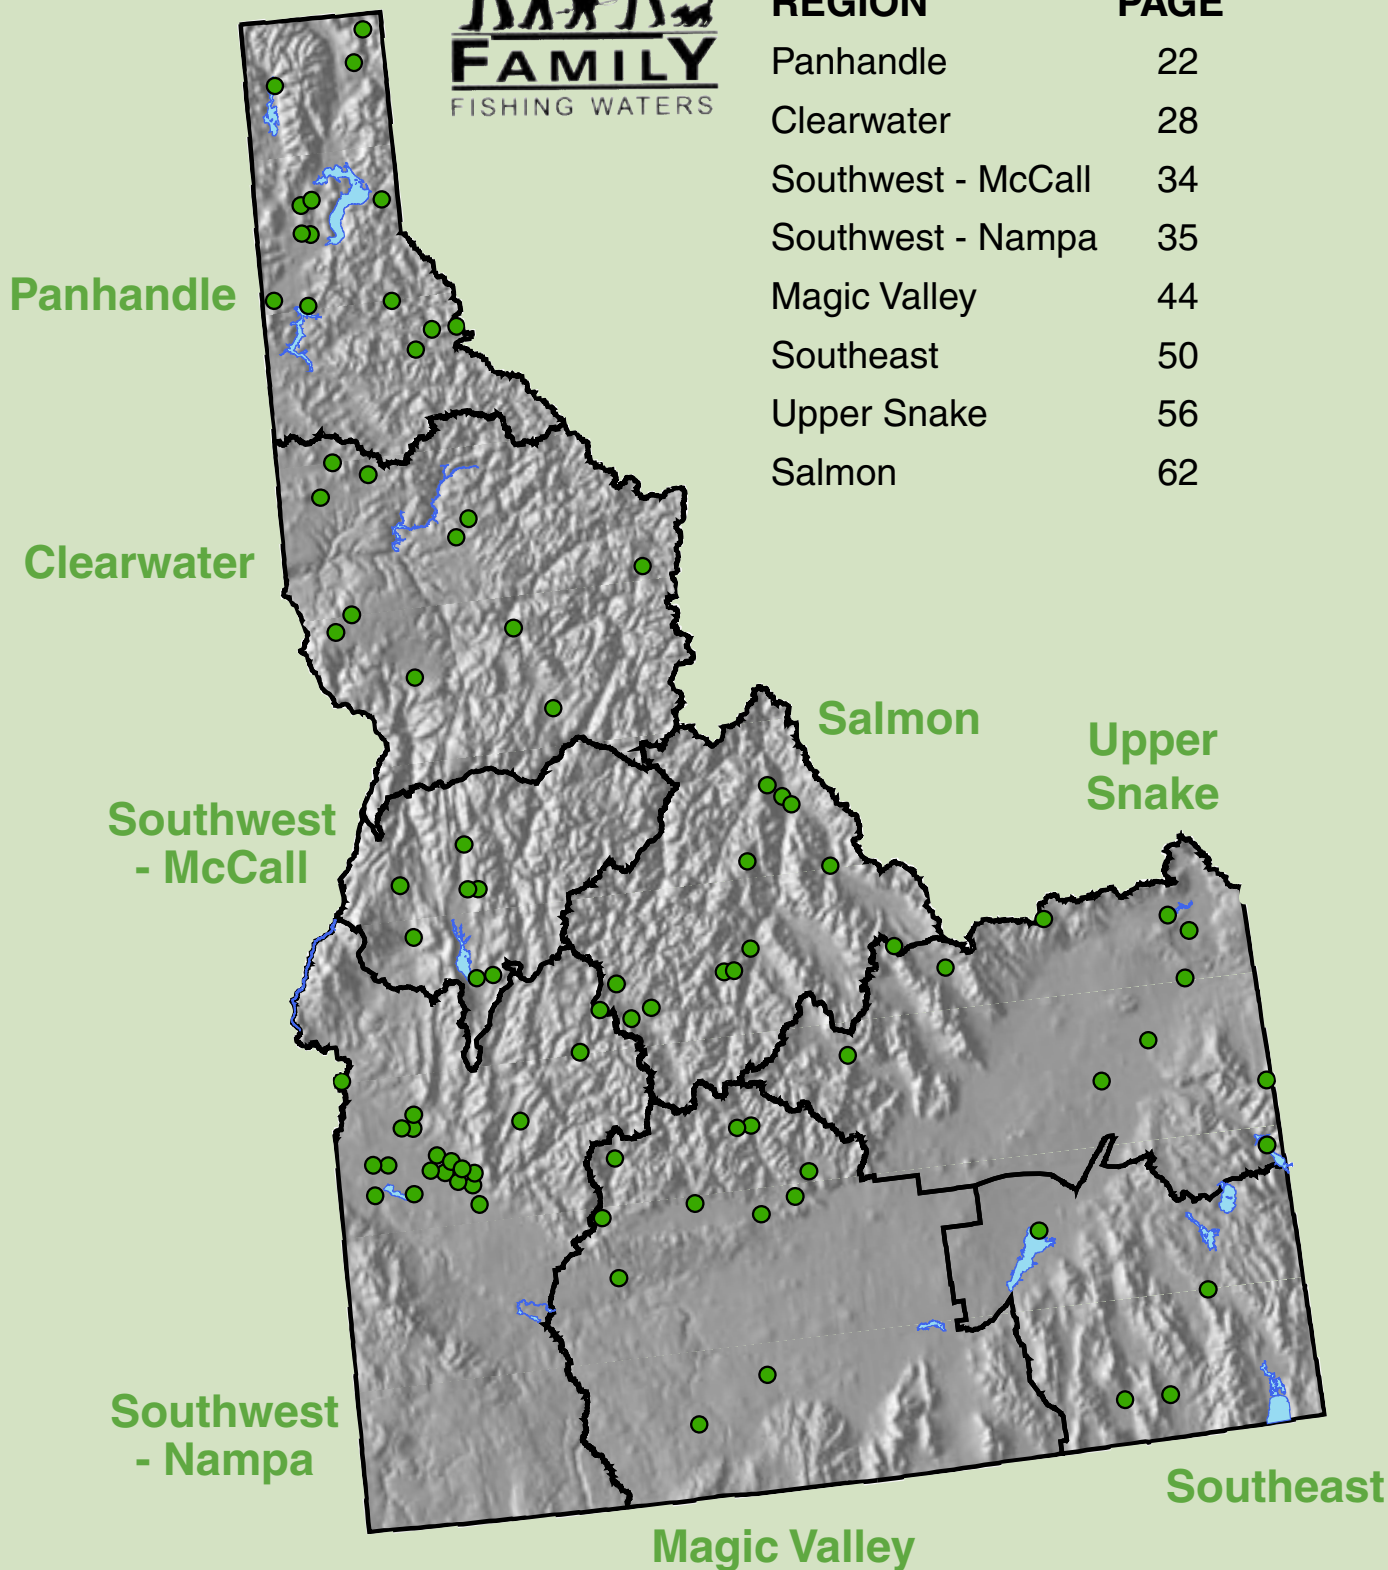 REGION PAGE
FAMILY
FISHING WATERS
Panhandle 22
Clearwater 28
Southwest - McCall 34
Southwest - Nampa 35
Magic Valley 44
Southeast 50
Upper Snake 56
Salmon 62
Panhandle
Clearwater
Salmon
Upper
Snake
Southwest
- McCall
Southwest
- Nampa
Southeast
Magic Valley